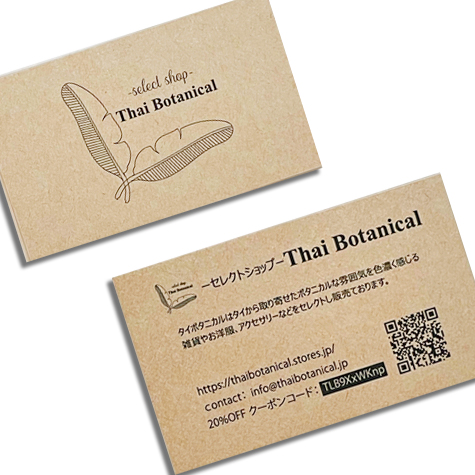 -select shop-
Thai Botanical
select shop
Thai Botanical
ーセレクトショップーThai Botanical
タイボタニカルはタイから取り寄せたボタニカルな雰囲気を色濃く感じる
雑貨やお洋服、アクセサリーなどをセレクトし販売ております。
https://thaibotanical.stores.jp/
contact: info@thaibotanical.jp
20%OFF クーポンコード: TLB9XxWKnp